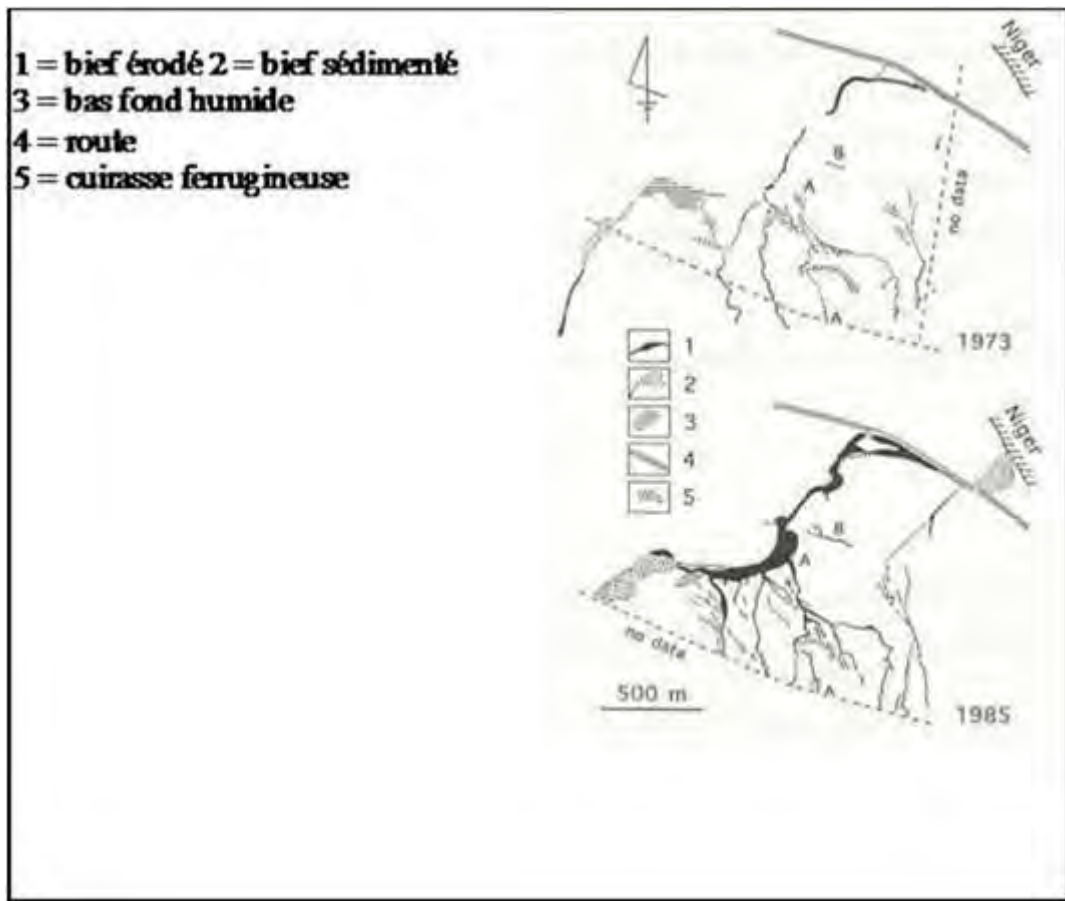 1 = bief érodé 2 = bief sédimenté
3 = bas fond humide
4 = route
5 = cuirasse ferrugineuse
Niger
B
A
no data
A
1973
1
2
3
4
5
Niger
B
A
no data
A
500 m
1985